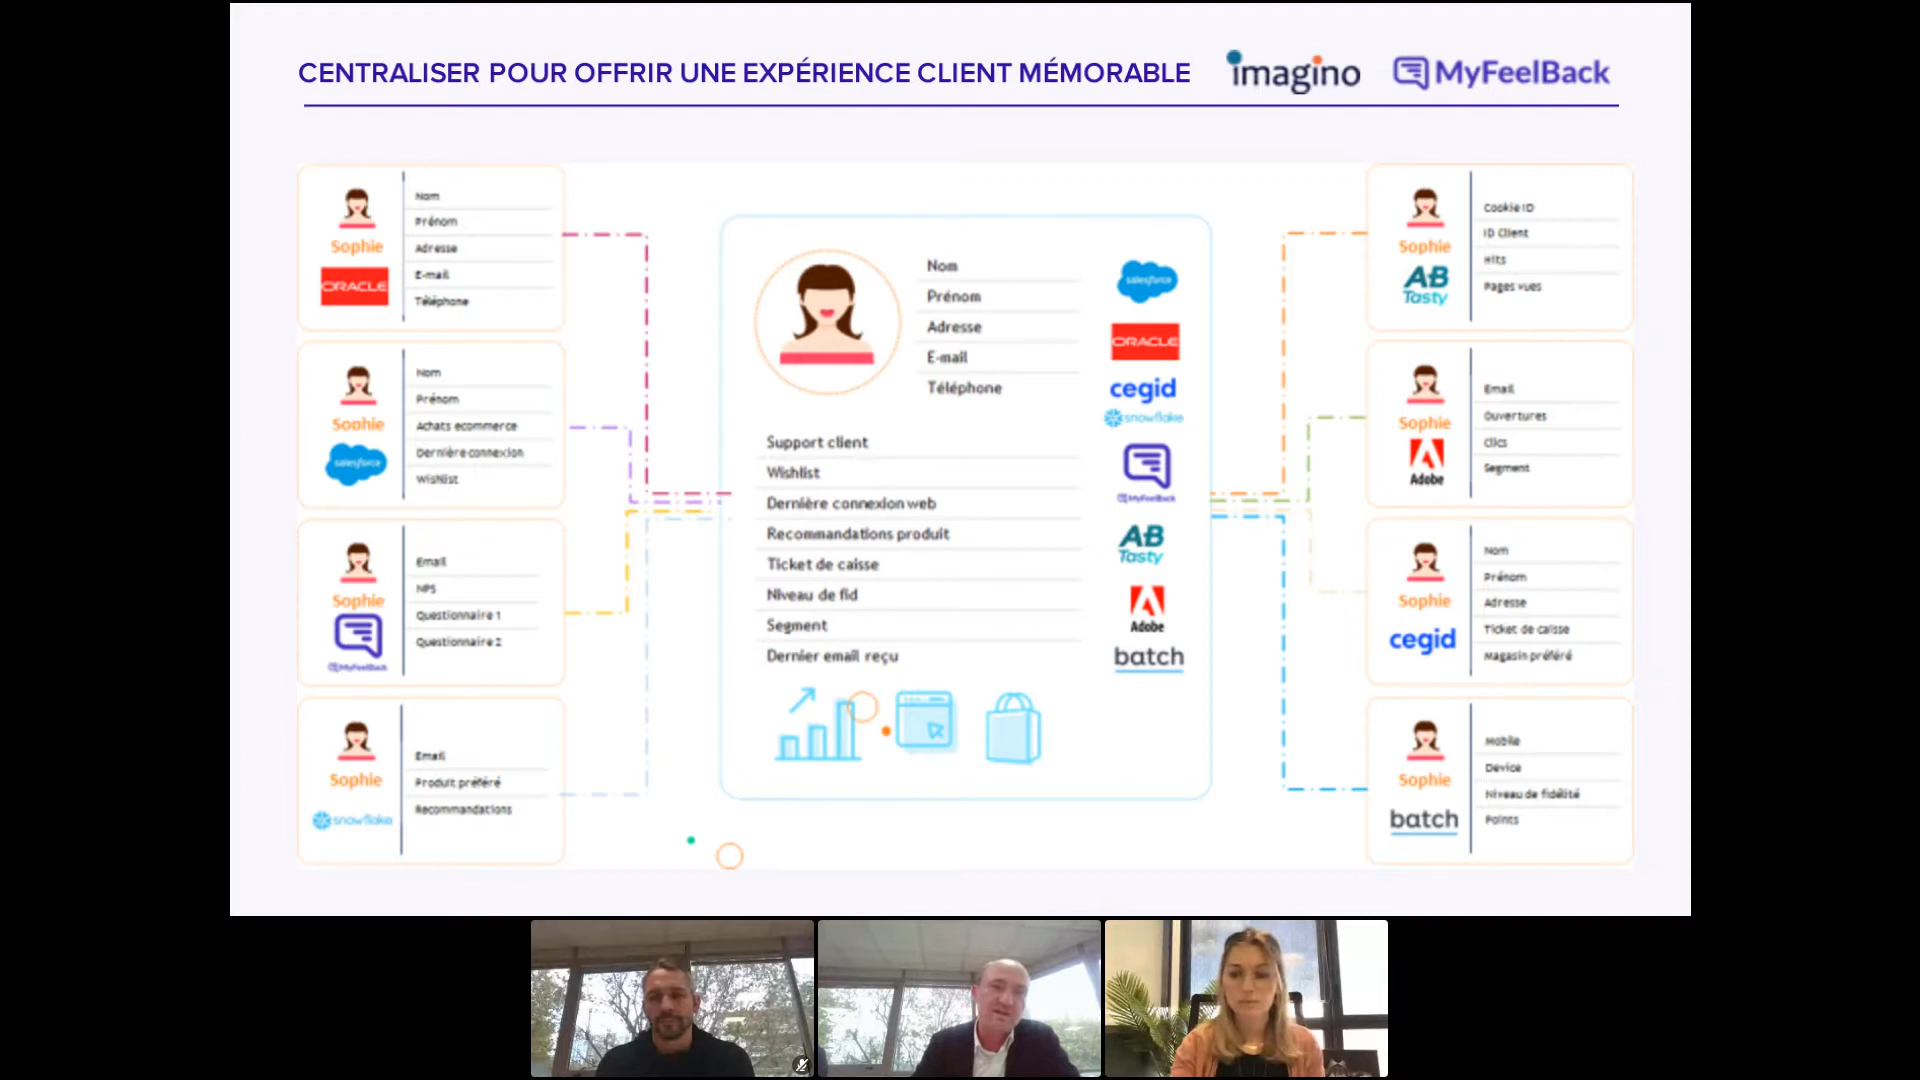 CENTRALISER POUR OFFRIR UNE EXPÉRIENCE CLIENT MÉMORABLE
imagino
MyFeelBack
Sophie
ORACLE
Nom
Prénom
Adresse
E-mail
Téléphone
Sophie
salesforce
Nom
Prénom
Achats ecommerce
Dernière connexion
Wishlist
Sophie
MyFeelBack
Email
NPS
Questionnaire 1
Questionnaire 2
Sophie
snowflake
Email
Produit préféré
Recommandations
Nom
Prénom
Adresse
E-mail
Téléphone
Support client
Wishlist
Dernière connexion web
Recommandations produit
Ticket de caisse
Niveau de fid
Segment
Dernier email reçu
salesforce
ORACLE
cegid
snowflake
MyFeelBack
AB Tasty
Adobe
batch
Sophie
AB Tasty
Cookie ID
ID Client
Hits
Pages vues
Sophie
Adobe
Email
Ouvertures
Clics
Segment
Sophie
cegid
Nom
Prénom
Adresse
Ticket de caisse
Magasin préféré
Sophie
batch
Mobile
Device
Niveau de fidélité
Points